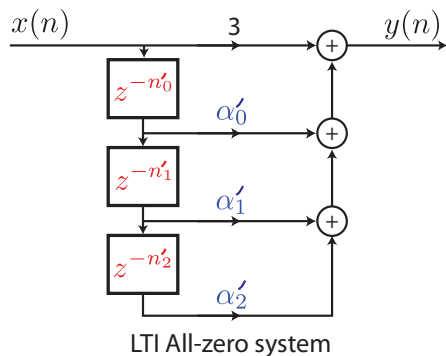 x(n) 3 y(n)
z^{-n'_0}
α'_0
z^{-n'_1}
α'_1
z^{-n'_2}
α'_2
LTI All-zero system